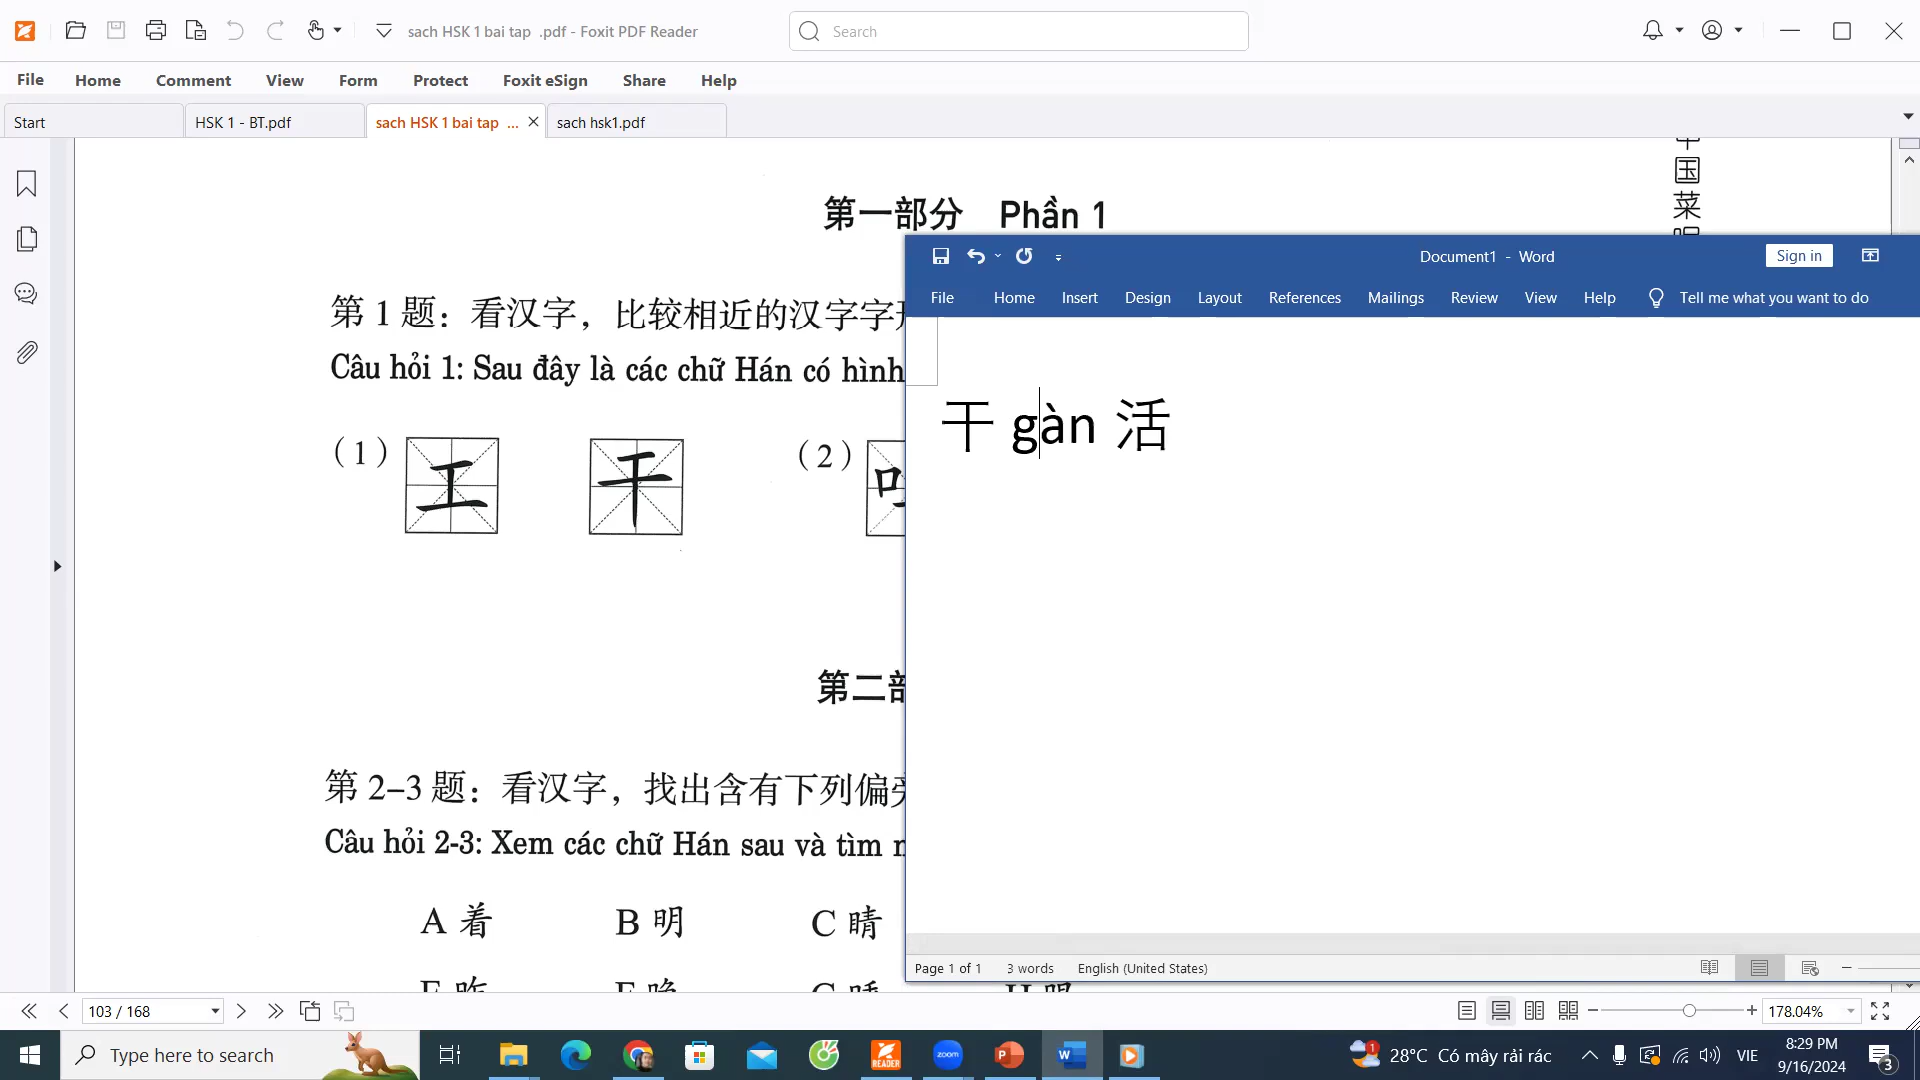 sach HSK 1 bai tap .pdf - Foxit PDF Reader
Search
File Home Comment View Form Protect Foxit eSign Share Help
Start HSK 1 - BT.pdf sach HSK 1 bai tap ... sach hsk1.pdf
国
菜
第一部分 Phần 1
第 1 题：看汉字，比较相近的汉字字
Câu hỏi 1: Sau đây là các chữ Hán có hình
(1) 工 干 (2)
第二部
第 2–3 题：看汉字，找出含有下列偏
Câu hỏi 2-3: Xem các chữ Hán sau và tìm
A 着 B 明 C 睛
Document1 - Word
Sign in
File Home Insert Design Layout References Mailings Review View Help Tell me what you want to do
干 gàn 活
Page 1 of 1 3 words English (United States)
103 / 168
178.04%
Type here to search
READER
zoom
1
28°C Có mây rải rác
VIE
8:29 PM
9/16/2024
3